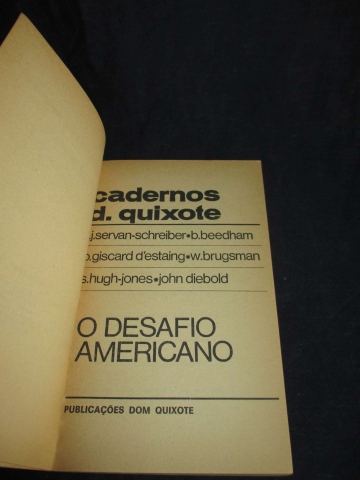 cadernos
d. quixote
j.servan-schreiber•b.beedham
o.giscard d'estaing•w.brugsman
s.hugh-jones•john diebold
O DESAFIO
AMERICANO
PUBLICAÇÕES DOM QUIXOTE